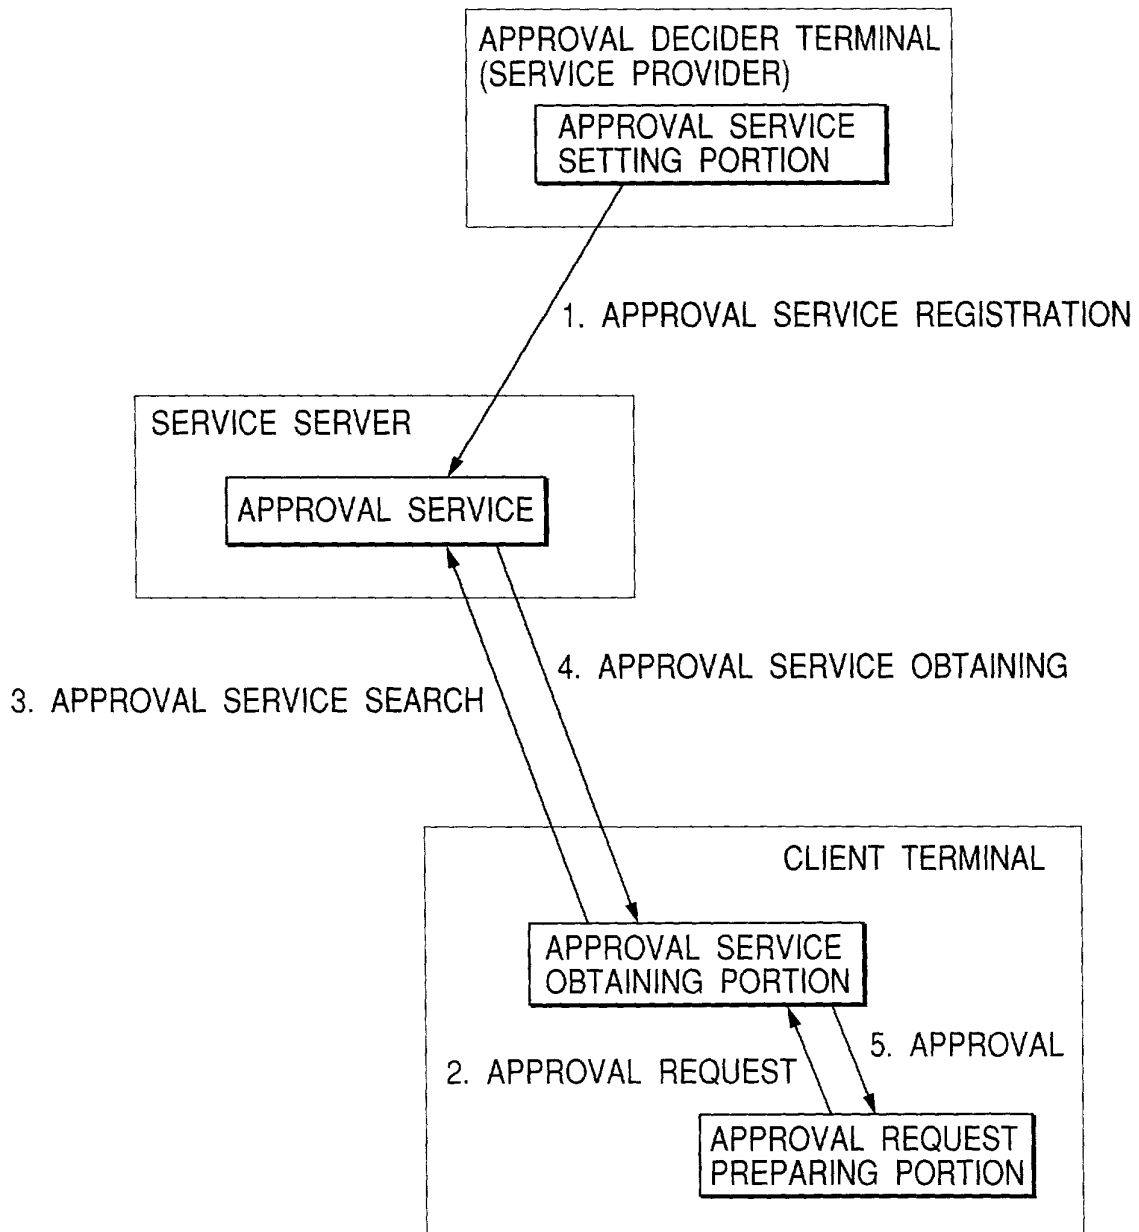 APPROVAL DECIDER TERMINAL
(SERVICE PROVIDER)
APPROVAL SERVICE
SETTING PORTION
1. APPROVAL SERVICE REGISTRATION
SERVICE SERVER
APPROVAL SERVICE
4. APPROVAL SERVICE OBTAINING
3. APPROVAL SERVICE SEARCH
CLIENT TERMINAL
APPROVAL SERVICE
OBTAINING PORTION
5. APPROVAL
2. APPROVAL REQUEST
APPROVAL REQUEST
PREPARING PORTION